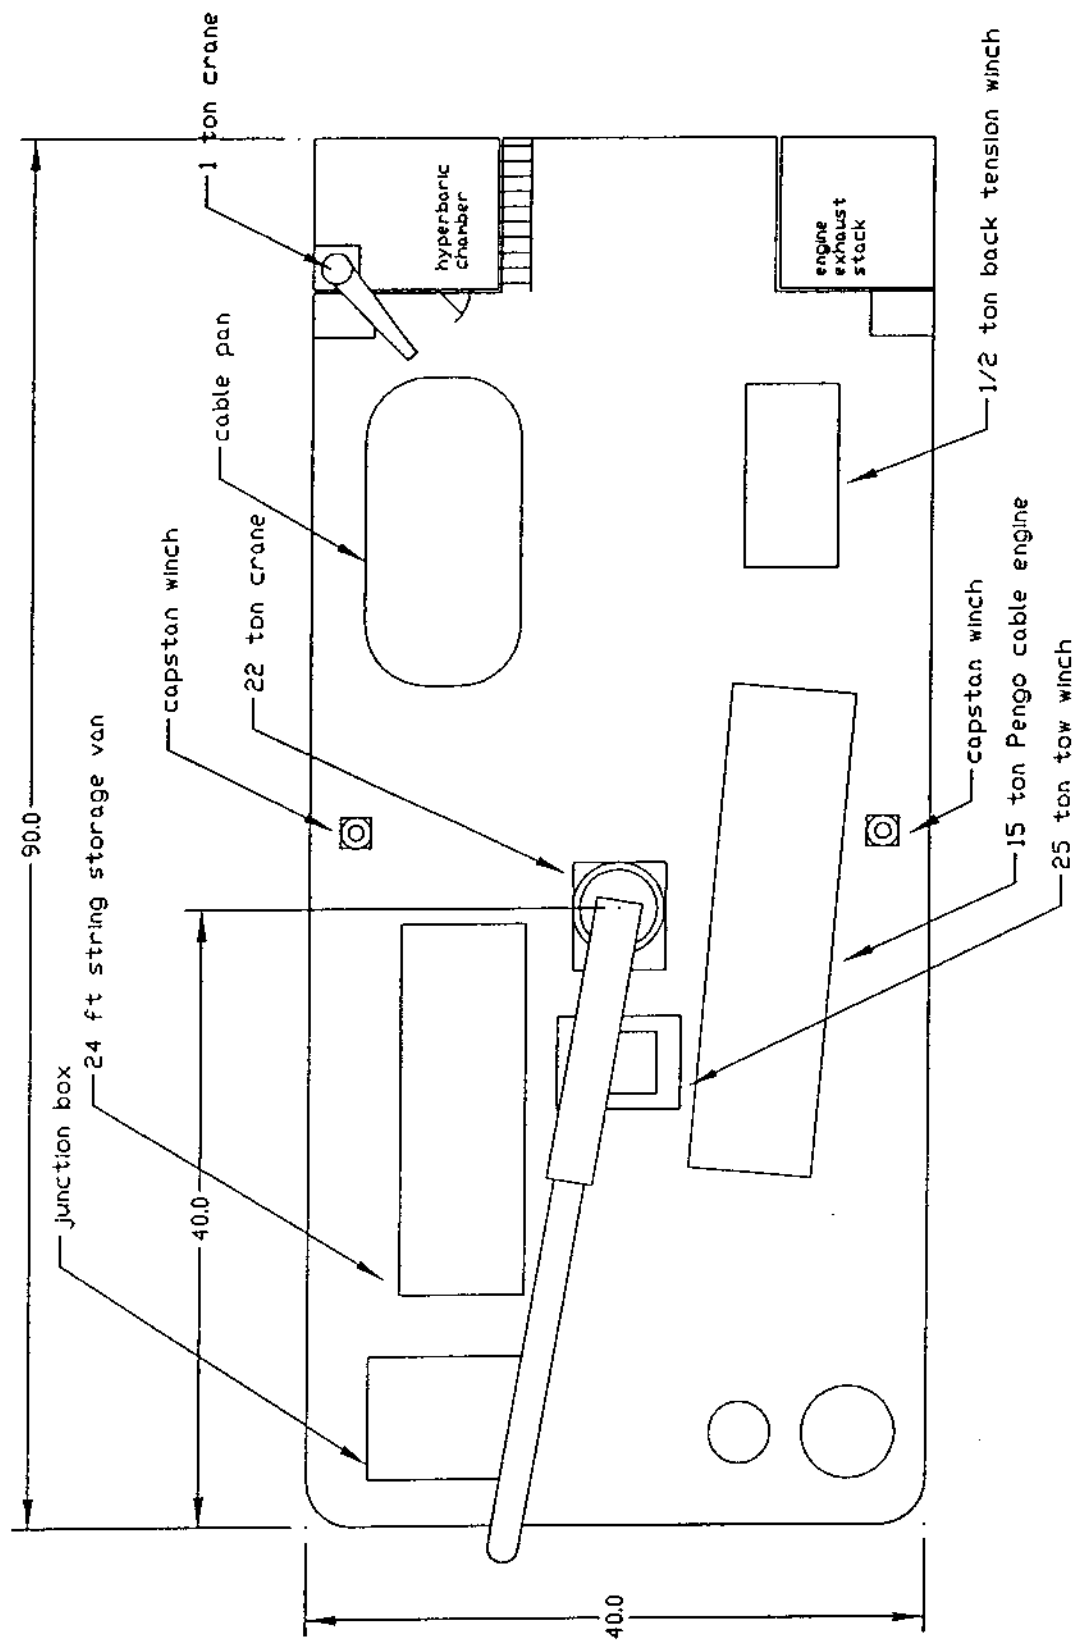 1 ton crane
cable pan
capstan winch
22 ton crane
24 ft string storage van
junction box
90.0
40.0
40.0
hyperbaric
chamber
engine
exhaust
stack
1/2 ton back tension winch
capstan winch
15 ton Pengo cable engine
25 ton tow winch